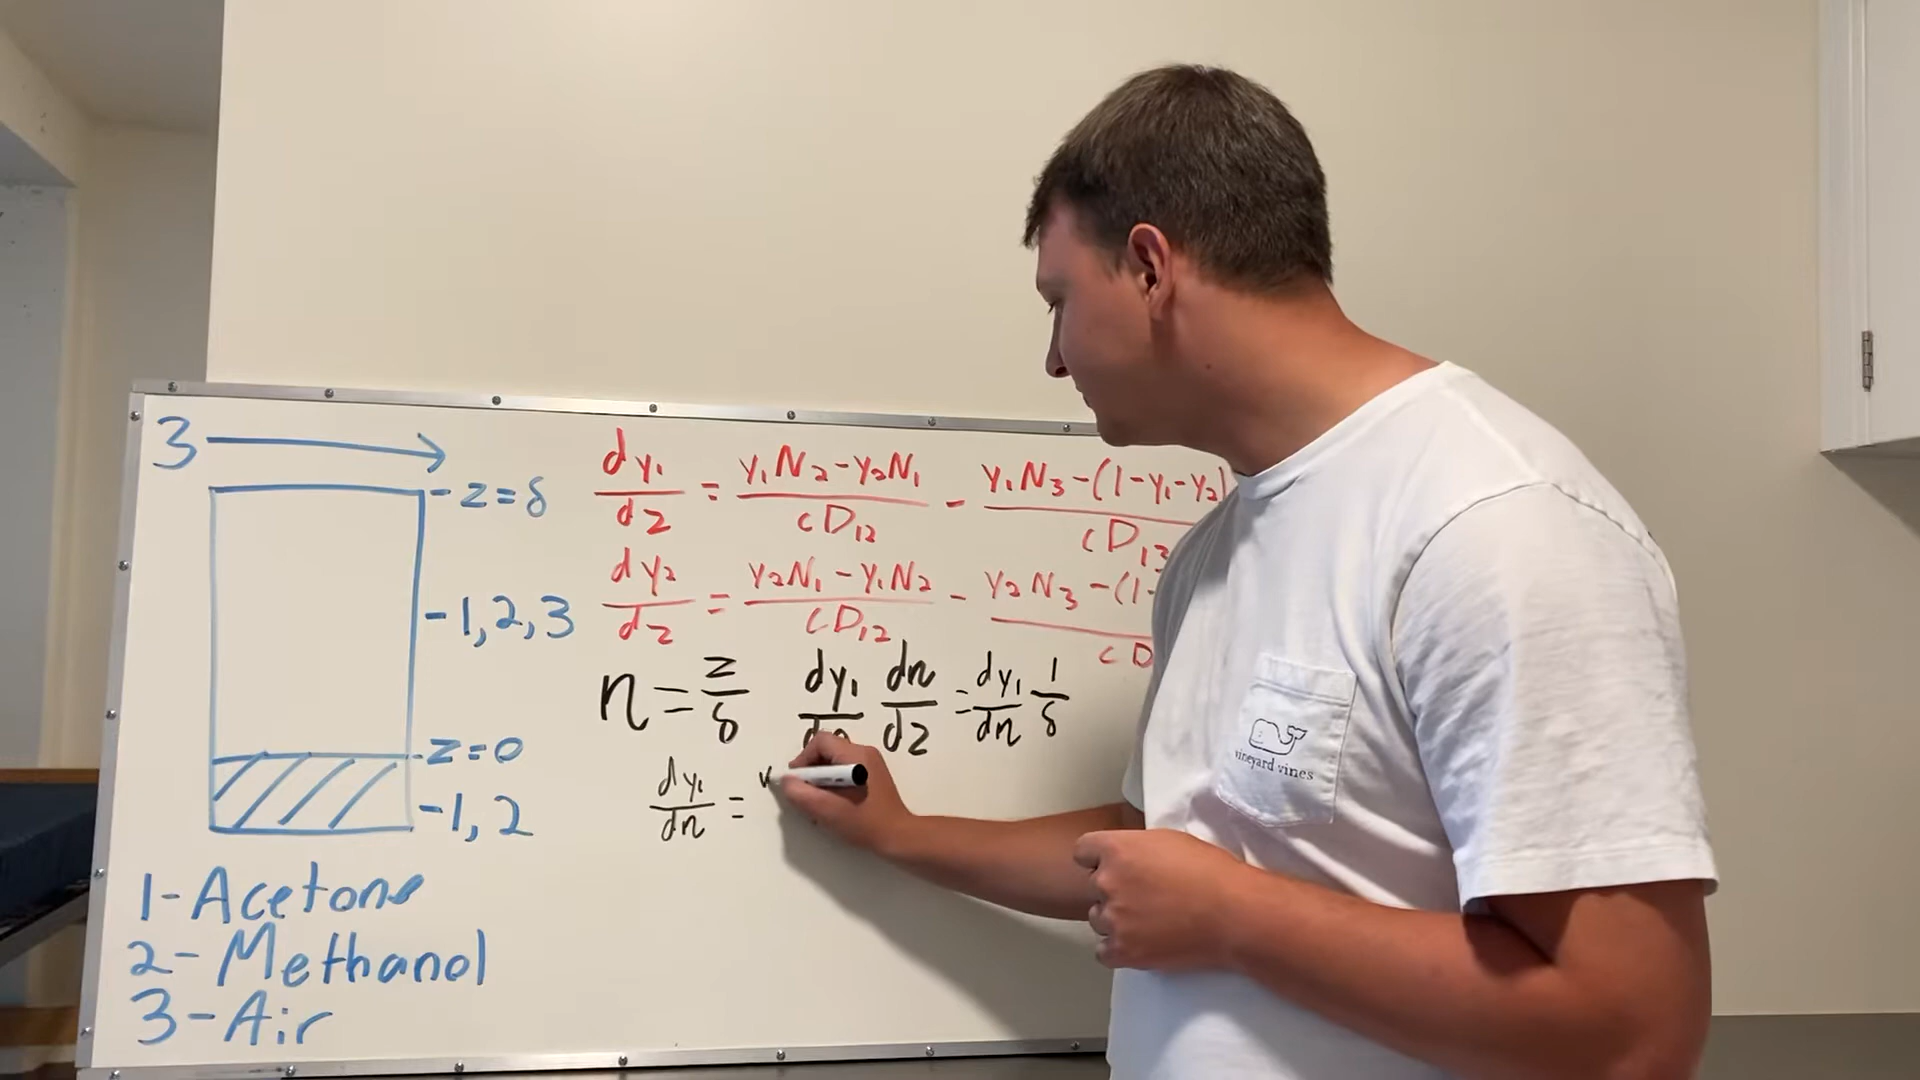 3
- z = δ
- 1, 2, 3
- z = 0
- 1, 2
1 - Acetone
2 - Methanol
3 - Air
dy₁/dz = (y₁N₂ - y₂N₁)/cD₁₂ - (y₁N₃ - (1 - y₁ - y₂)/cD₁₃
dy₂/dz = (y₂N₁ - y₁N₂)/cD₁₂ - (y₂N₃ - (1 -/cD
n = z/δ dy₁/dn dn/dz = dy₁/dn 1/δ
dy₁/dn =
vineyard vines